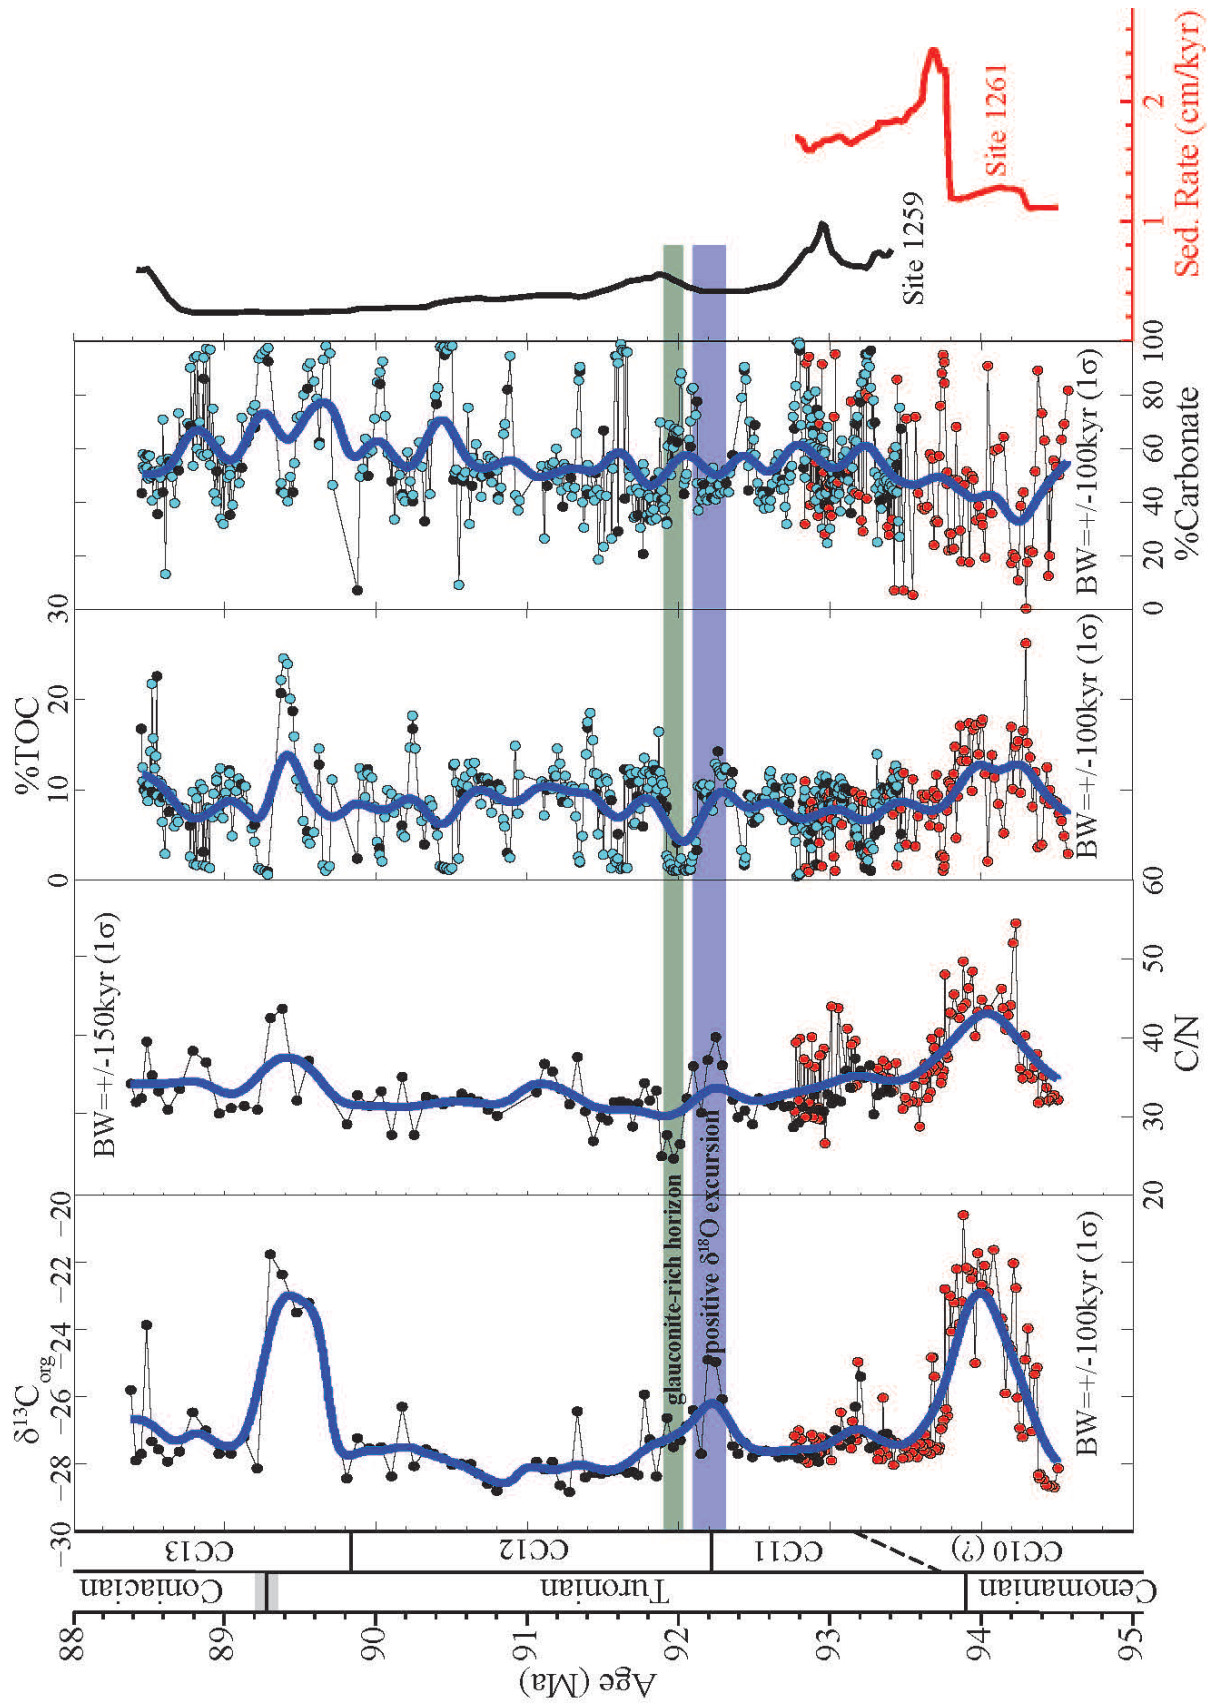 Age (Ma)
88
89
90
91
92
93
94
95
Coniacian
Turonian
Cenomanian
CC13
CC12
CC11
CC10 (?)
δ¹³C org
−30
−28
−26
−24
−22
−20
BW=+/-100kyr (1σ)
glauconite-rich horizon
positive δ¹⁸O excursion
C/N
20
30
40
50
60
BW=+/-150kyr (1σ)
%TOC
0
10
20
30
BW=+/-100kyr (1σ)
%Carbonate
0
20
40
60
80
100
BW=+/-100kyr (1σ)
Site 1259
Site 1261
1
2
Sed. Rate (cm/kyr)